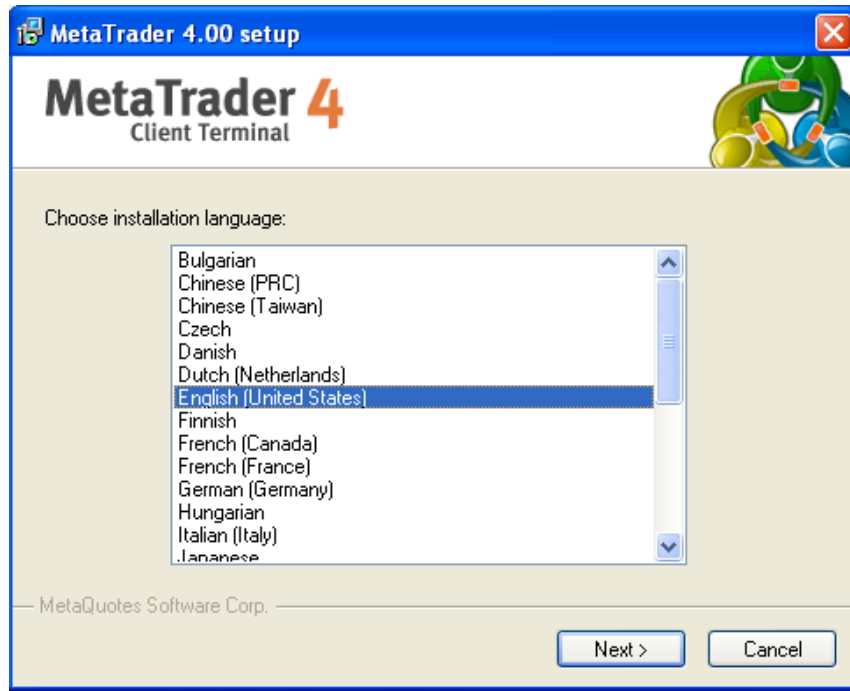 MetaTrader 4.00 setup
MetaTrader 4
Client Terminal
Choose installation language:
Bulgarian
Chinese (PRC)
Chinese (Taiwan)
Czech
Danish
Dutch (Netherlands)
English (United States)
Finnish
French (Canada)
French (France)
German (Germany)
Hungarian
Italian (Italy)
Japanese
MetaQuotes Software Corp.
Next >
Cancel